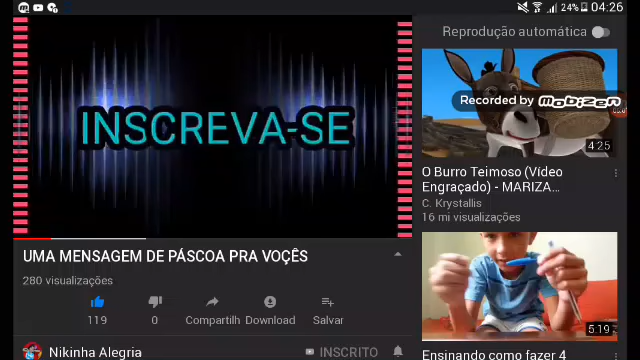 24% 04:26
Reprodução automática
INSCREVA-SE
Recorded by MOBIZEN
4:25
O Burro Teimoso (Vídeo
Engraçado) - MARIZA...
C. Krystallis
16 mi visualizações
UMA MENSAGEM DE PÁSCOA PRA VOÇÊS
280 visualizações
119
0
Compartilh
Download
Salvar
5:19
Nikinha Alegria
INSCRITO
Ensinando como fazer 4